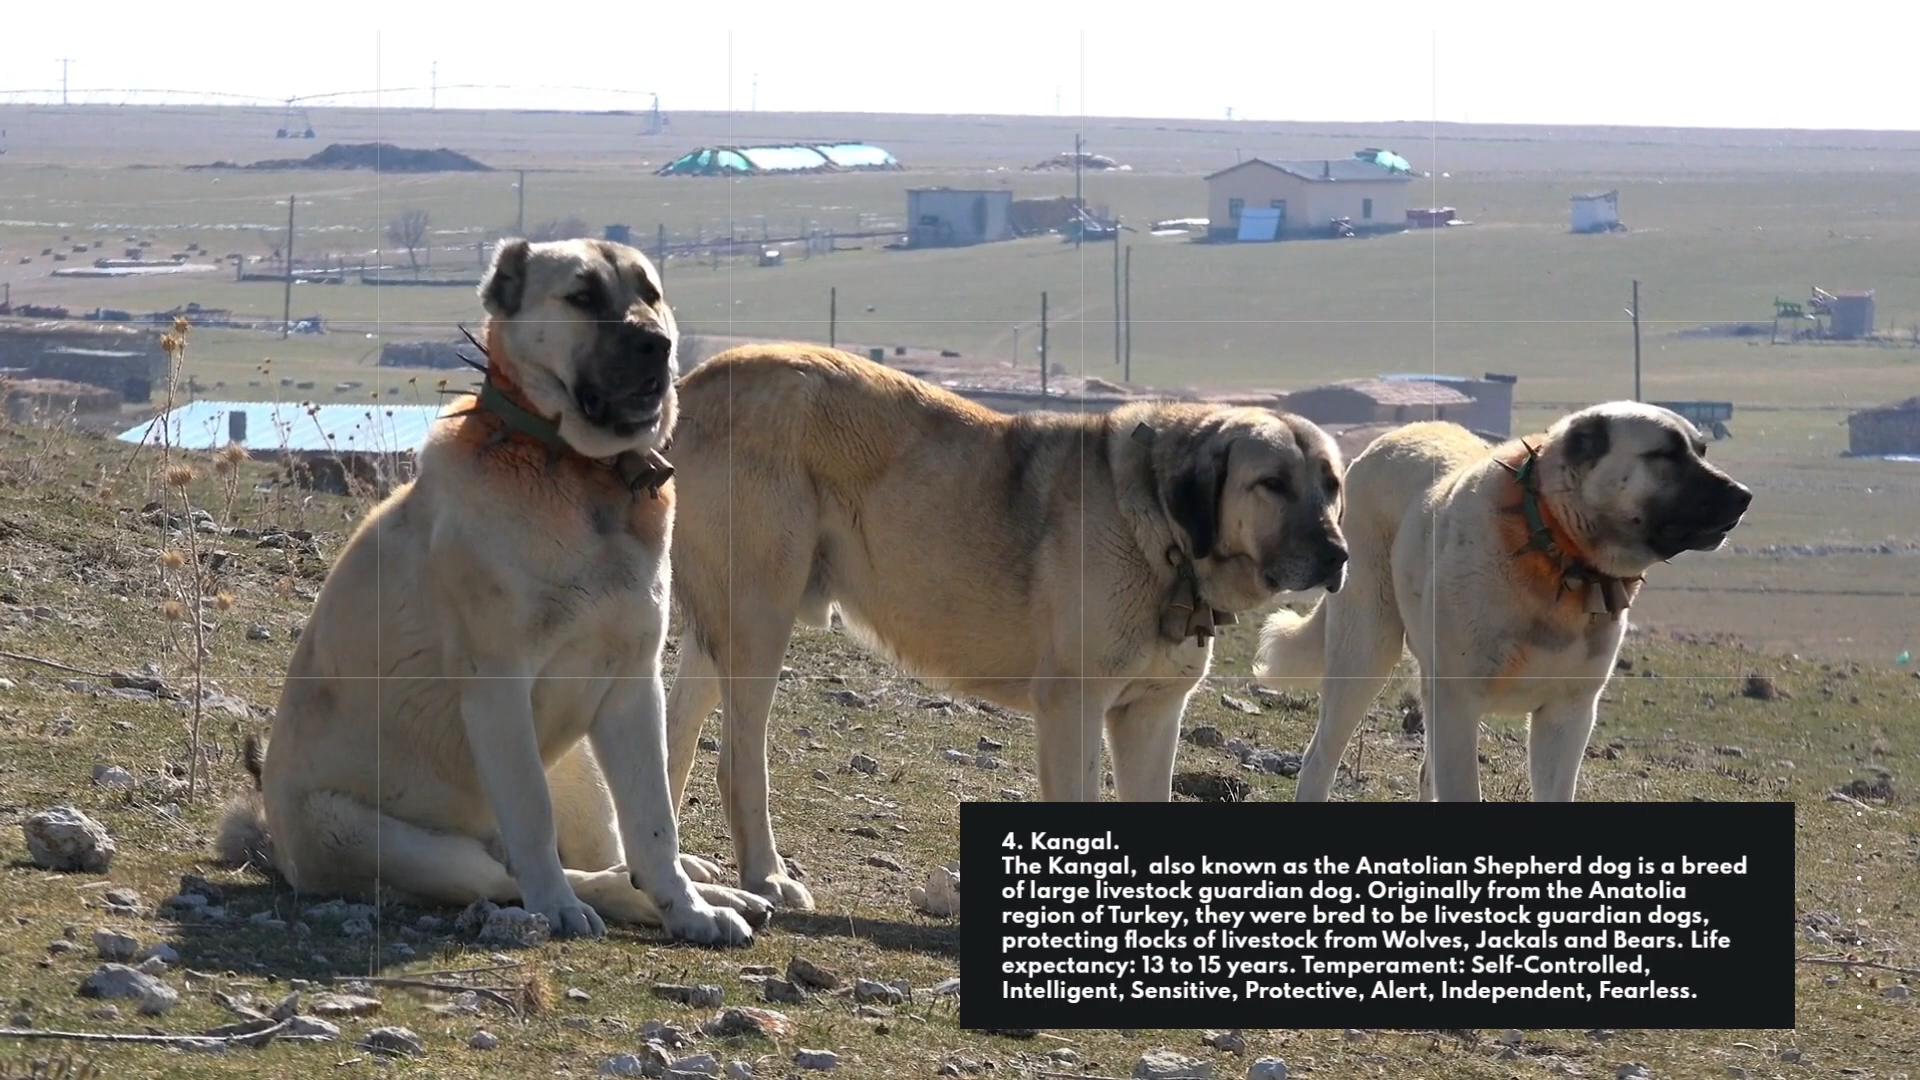 4. Kangal.
The Kangal,  also known as the Anatolian Shepherd dog is a breed
of large livestock guardian dog. Originally from the Anatolia
region of Turkey, they were bred to be livestock guardian dogs,
protecting flocks of livestock from Wolves, Jackals and Bears. Life
expectancy: 13 to 15 years. Temperament: Self-Controlled,
Intelligent, Sensitive, Protective, Alert, Independent, Fearless.